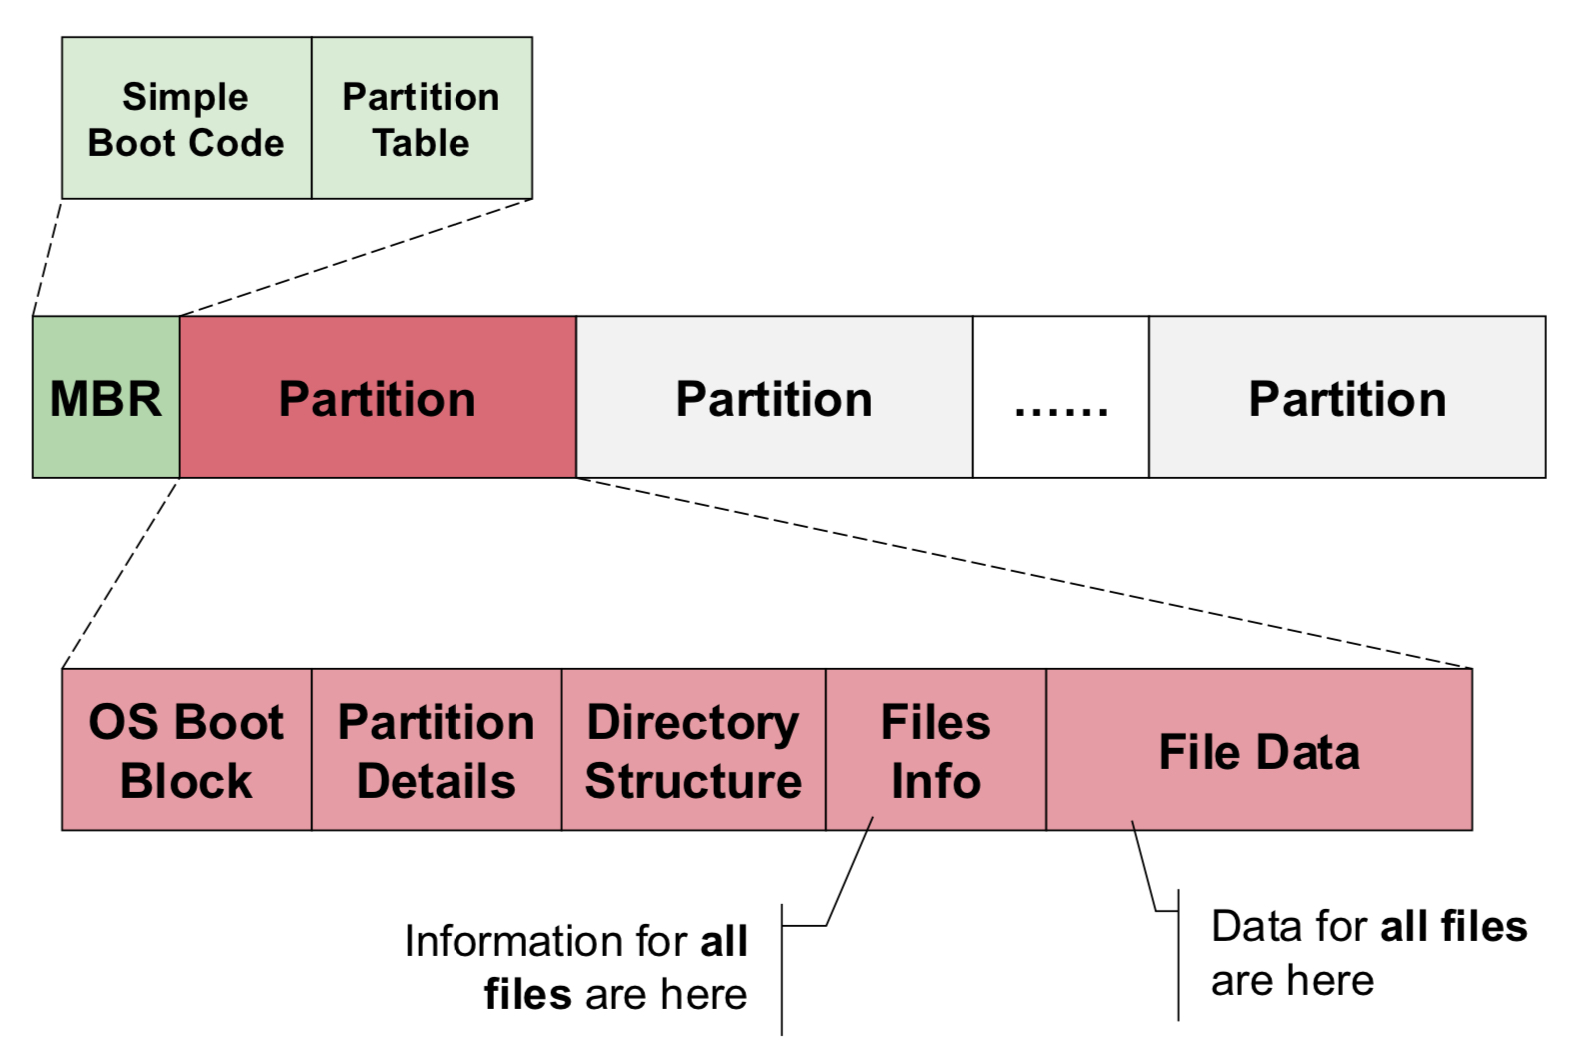 Simple
Boot Code
Partition
Table
MBR
Partition
Partition
......
Partition
OS Boot
Block
Partition
Details
Directory
Structure
Files
Info
File Data
Information for all
files are here
Data for all files
are here